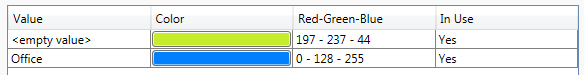 Value Color Red-Green-Blue In Use
<empty value> 197 - 237 - 44 Yes
Office 0 - 128 - 255 Yes